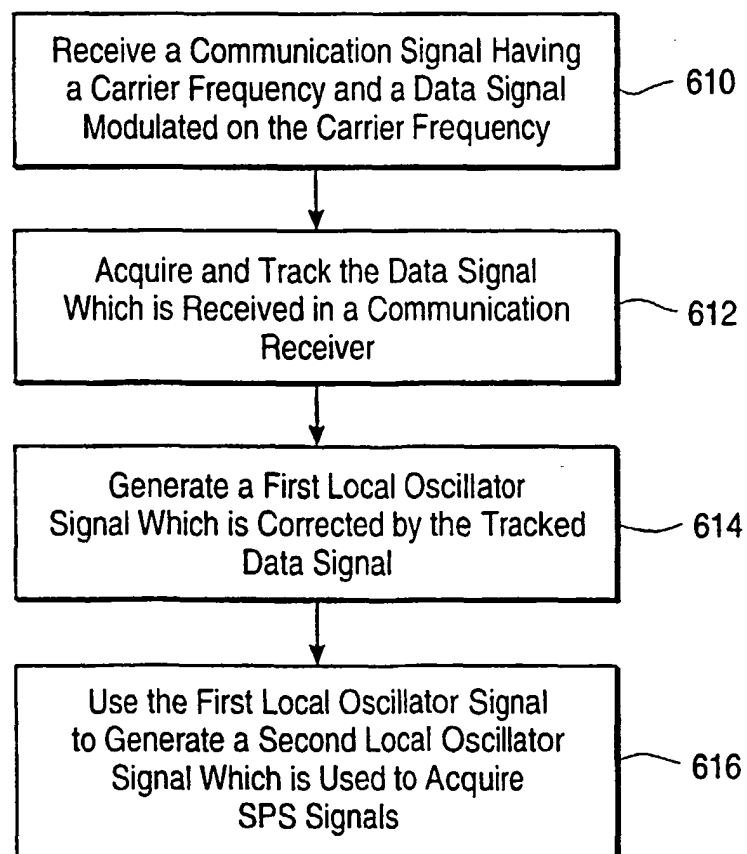 Receive a Communication Signal Having
a Carrier Frequency and a Data Signal
Modulated on the Carrier Frequency
610
Acquire and Track the Data Signal
Which is Received in a Communication
Receiver
612
Generate a First Local Oscillator
Signal Which is Corrected by the Tracked
Data Signal
614
Use the First Local Oscillator Signal
to Generate a Second Local Oscillator
Signal Which is Used to Acquire
SPS Signals
616